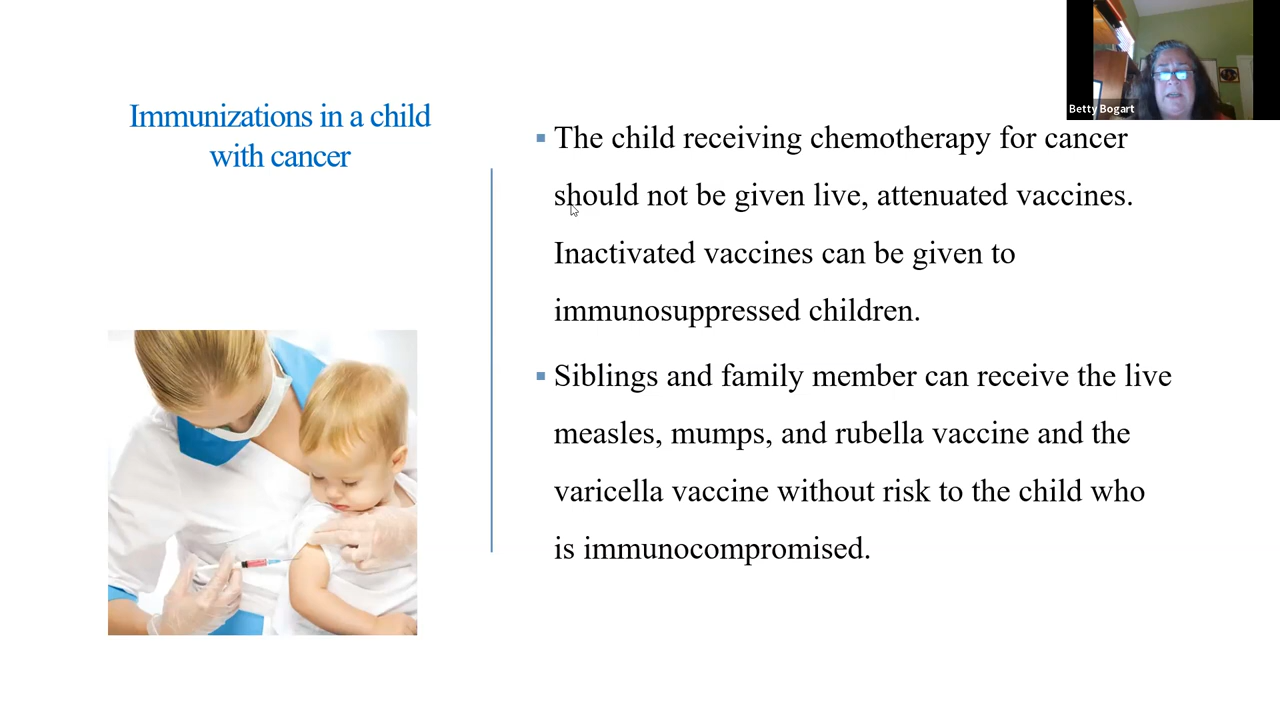 Immunizations in a child
with cancer
Betty Bogart
▪ The child receiving chemotherapy for cancer
should not be given live, attenuated vaccines.
Inactivated vaccines can be given to
immunosuppressed children.
▪ Siblings and family member can receive the live
measles, mumps, and rubella vaccine and the
varicella vaccine without risk to the child who
is immunocompromised.